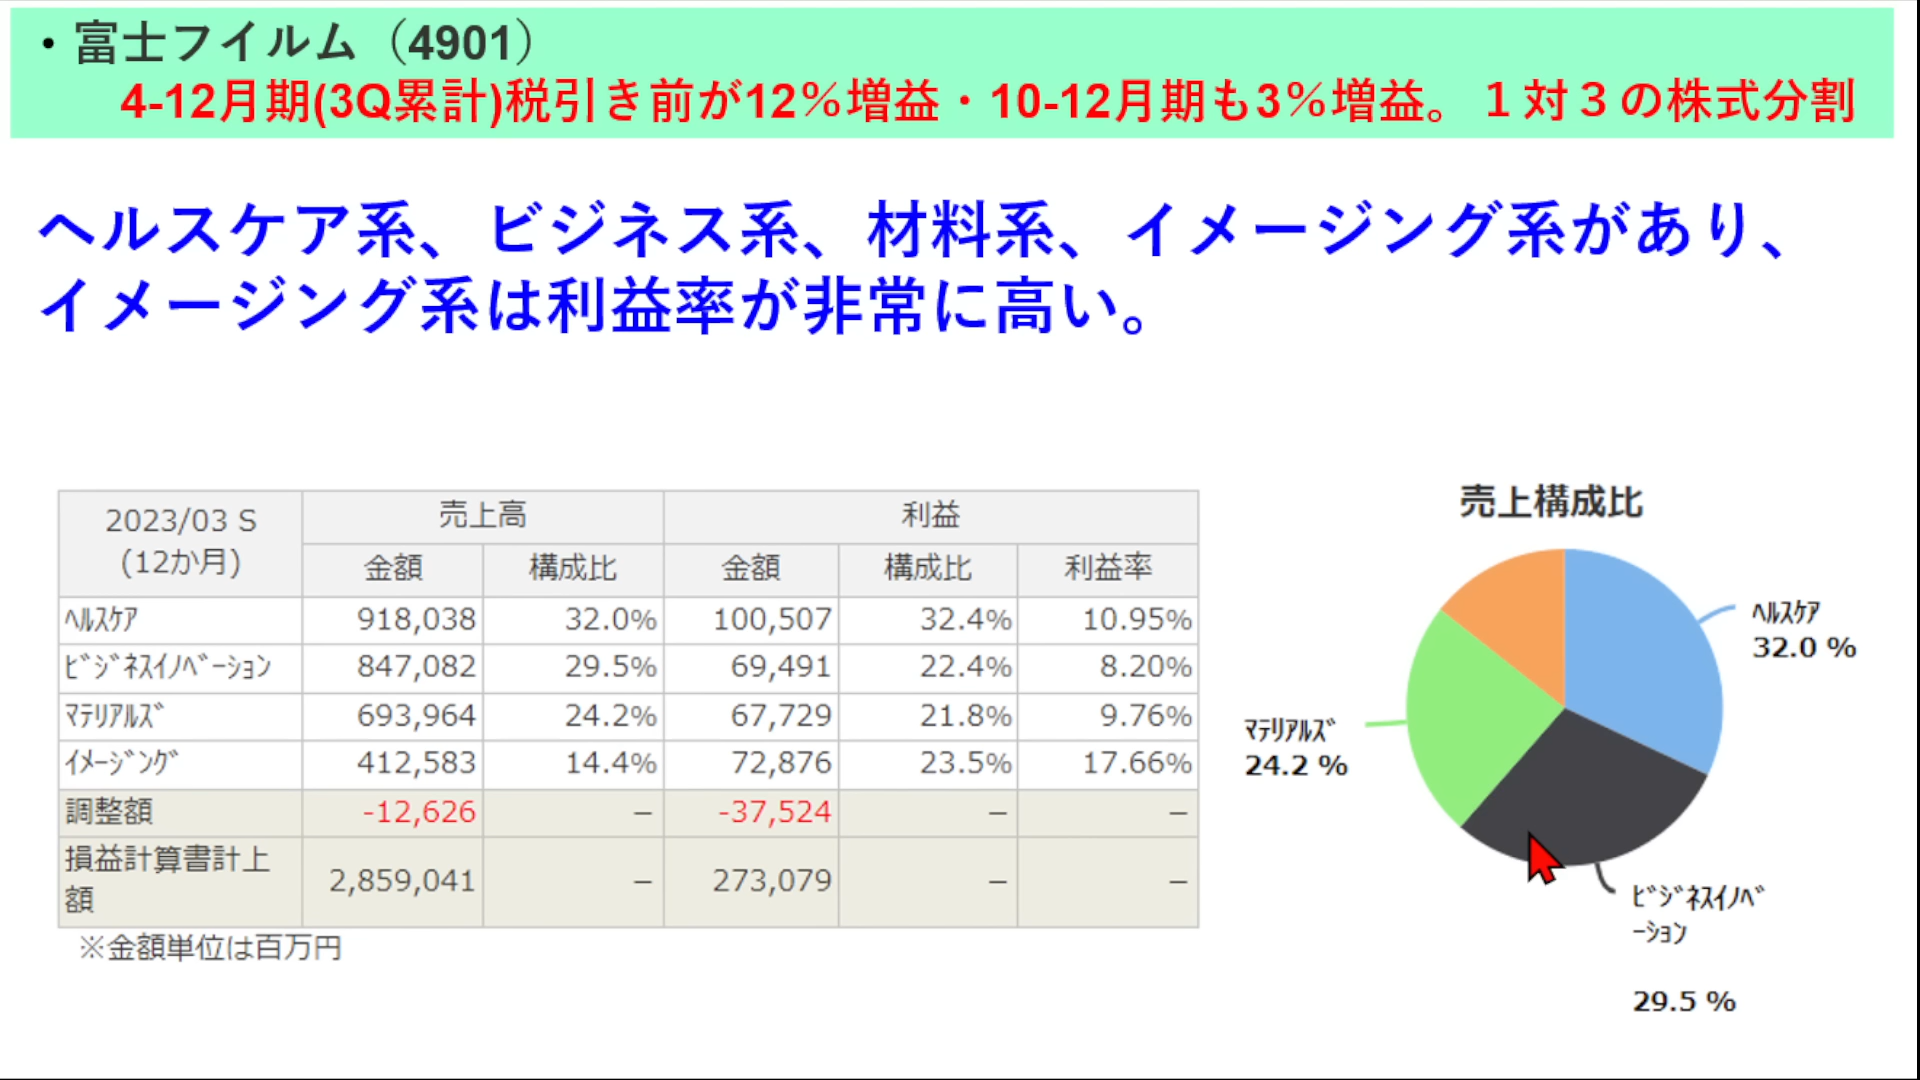 ・富士フイルム（4901）
4-12月期(3Q累計)税引き前が12％増益・10-12月期も3％増益。１対３の株式分割
ヘルスケア系、ビジネス系、材料系、イメージング系があり、
イメージング系は利益率が非常に高い。
2023/03 S
(12か月)
売上高 利益
金額 構成比 金額 構成比 利益率
ﾍﾙｽｹｱ 918,038 32.0% 100,507 32.4% 10.95%
ﾋﾞｼﾞﾈｽｲﾉﾍﾞｰｼｮﾝ 847,082 29.5% 69,491 22.4% 8.20%
ﾏﾃﾘｱﾙｽﾞ 693,964 24.2% 67,729 21.8% 9.76%
ｲﾒｰｼﾞﾝｸﾞ 412,583 14.4% 72,876 23.5% 17.66%
調整額 -12,626 – -37,524 – –
損益計算書計上
額 2,859,041 – 273,079 – –
※金額単位は百万円
売上構成比
ﾍﾙｽｹｱ
32.0 %
ﾏﾃﾘｱﾙｽﾞ
24.2 %
ﾋﾞｼﾞﾈｽｲﾉﾍﾞ
ｰｼｮﾝ
29.5 %